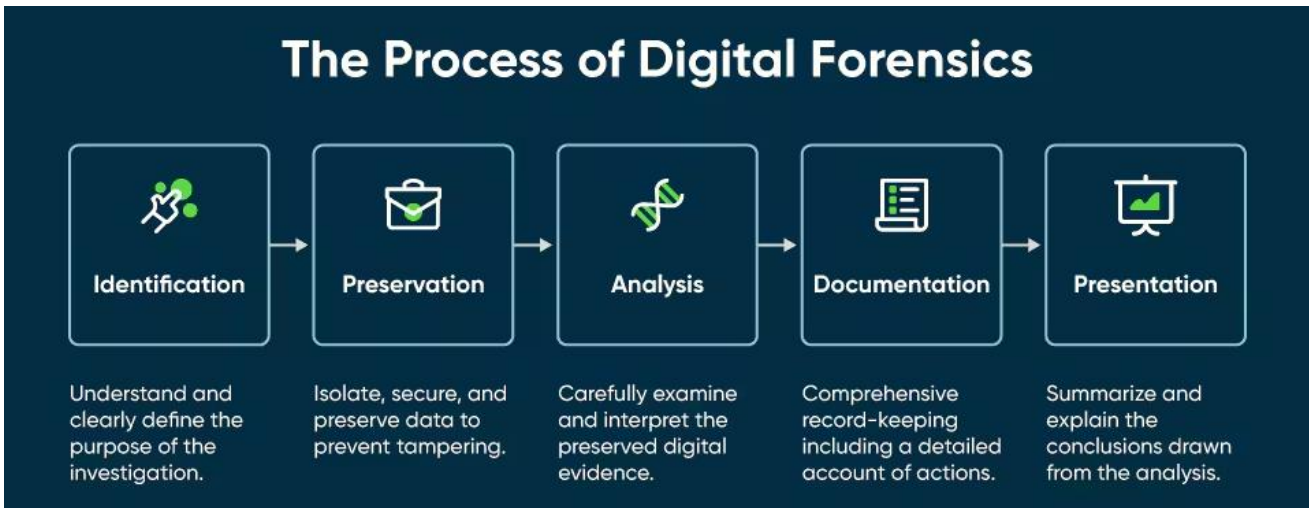 The Process of Digital Forensics
Identification
Understand and
clearly define the
purpose of the
investigation.
Preservation
Isolate, secure, and
preserve data to
prevent tampering.
Analysis
Carefully examine
and interpret the
preserved digital
evidence.
Documentation
Comprehensive
record-keeping
including a detailed
account of actions.
Presentation
Summarize and
explain the
conclusions drawn
from the analysis.